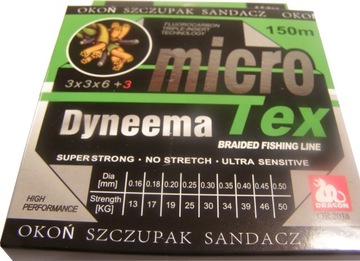 OKOŃ SZCZUPAK SANDACZ
FLUOROCARBON
TRIPLE-INSERT
TECHNOLOGY
150m
micro
3x3x6+3
Tex
Dyneema
BRAIDED FISHING LINE
SUPER STRONG - NO STRETCH - ULTRA SENSITIVE
HIGH PERFORMANCE
Dia [mm] 0.16 0.18 0.20 0.25 0.30 0.35 0.40 0.45 0.50
Strength [KG] 13 17 19 25 30 34 39 46 50
DRAGON
OKOŃ SZCZUPAK SANDACZ